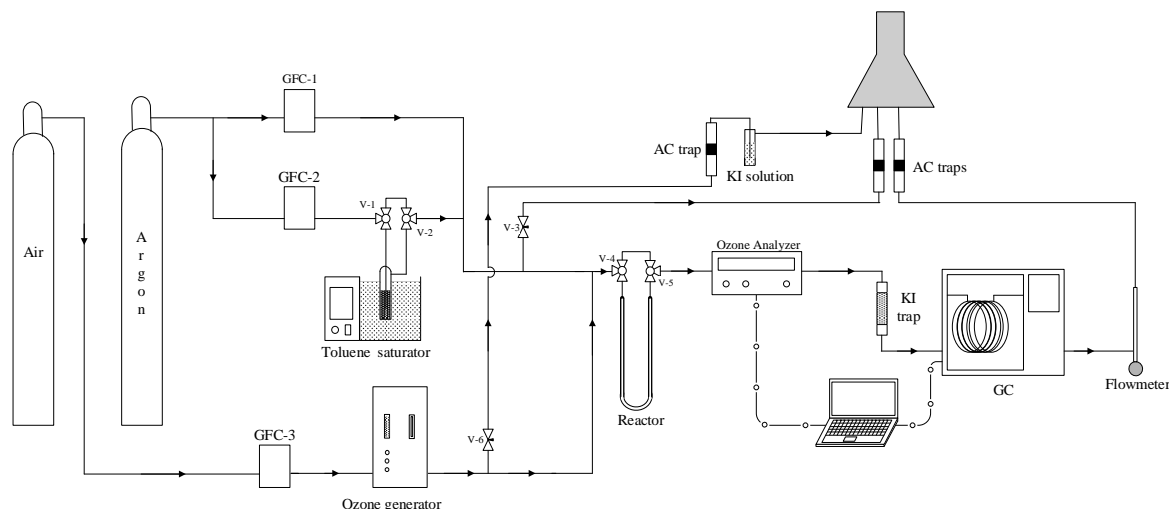 GFC-1
AC trap
KI solution
AC traps
GFC-2
V-1
V-2
V-3
Air
Argon
Ozone Analyzer
V-4
V-5
KI
trap
Toluene saturator
GC
Flowmeter
Reactor
GFC-3
V-6
Ozone generator